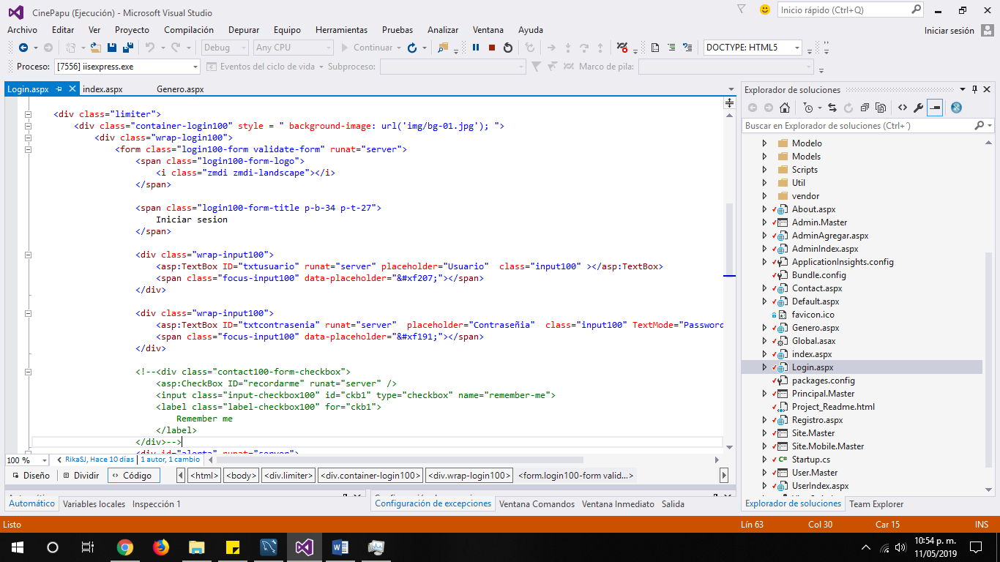 CinePapu (Ejecución) - Microsoft Visual Studio
Inicio rápido (Ctrl+Q)
Archivo Editar Ver Proyecto Compilación Depurar Equipo Herramientas Pruebas Analizar Ventana Ayuda
Iniciar sesión
Debug Any CPU Continuar DOCTYPE: HTML5
Proceso: [7556] iisexpress.exe Eventos del ciclo de vida Subproceso: Marco de pila:
Login.aspx index.aspx Genero.aspx
<div class="limiter">
<div class="container-login100" style = " background-image: url('img/bg-01.jpg'); ">
<div class="wrap-login100">
<form class="login100-form validate-form" runat="server">
<span class="login100-form-logo">
<i class="zmdi zmdi-landscape"></i>
</span>
<span class="login100-form-title p-b-34 p-t-27">
Iniciar sesion
</span>
<div class="wrap-input100">
<asp:TextBox ID="txtusuario" runat="server" placeholder="Usuario"  class="input100" ></asp:TextBox>
<span class="focus-input100" data-placeholder="&#xf207;"></span>
</div>
<div class="wrap-input100">
<asp:TextBox ID="txtcontrasenia" runat="server"  placeholder="Contraseñia"  class="input100" TextMode="Password
<span class="focus-input100" data-placeholder="&#xf191;"></span>
</div>
<!--<div class="contact100-form-checkbox">
<asp:CheckBox ID="recordarme" runat="server" />
<input class="input-checkbox100" id="ckb1" type="checkbox" name="remember-me">
<label class="label-checkbox100" for="ckb1">
Remember me
</label>
</div>-->
<div id="alerta" runat="server">
100 % RikaSJ, Hace 10 días | 1 autor, 1 cambio
Diseño Dividir Código <html> <body> <div.limiter> <div.container-login100> <div.wrap-login100> <form.login100-form valid...>
Automático Variables locales Inspección 1
Configuración de excepciones Ventana Comandos Ventana Inmediato Salida
Explorador de soluciones
Buscar en Explorador de soluciones (Ctrl+´)
Modelo
Models
Scripts
Util
vendor
About.aspx
Admin.Master
AdminAgregar.aspx
AdminIndex.aspx
ApplicationInsights.config
Bundle.config
Contact.aspx
Default.aspx
favicon.ico
Genero.aspx
Global.asax
index.aspx
Login.aspx
packages.config
Principal.Master
Project_Readme.html
Registro.aspx
Site.Master
Site.Mobile.Master
Startup.cs
User.Master
UserIndex.aspx
Explorador de soluciones Team Explorer
Listo Lín 63 Col 30 Car 15 INS
10:54 p. m.
11/05/2019